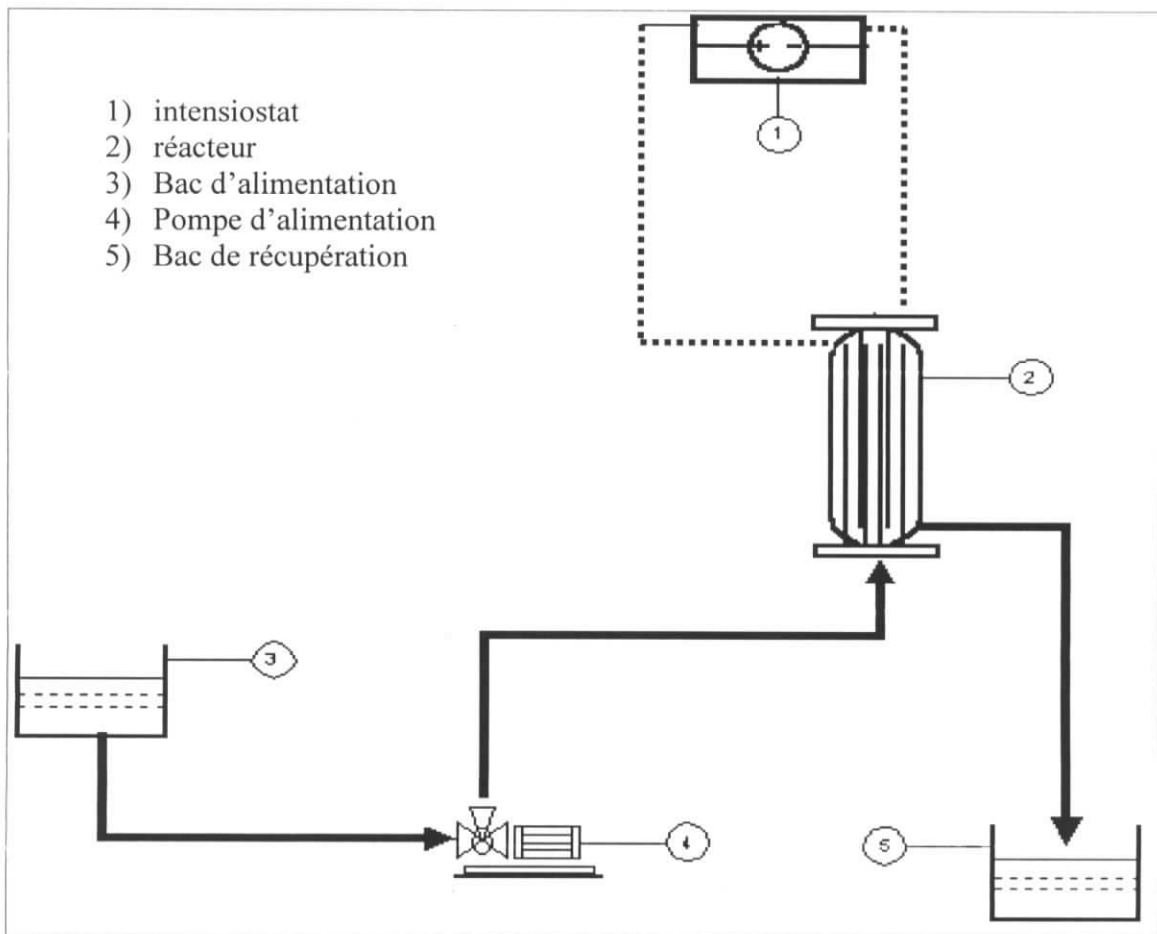 1) intensiostat
2) réacteur
3) Bac d'alimentation
4) Pompe d'alimentation
5) Bac de récupération
+ −
1
2
3
4
5